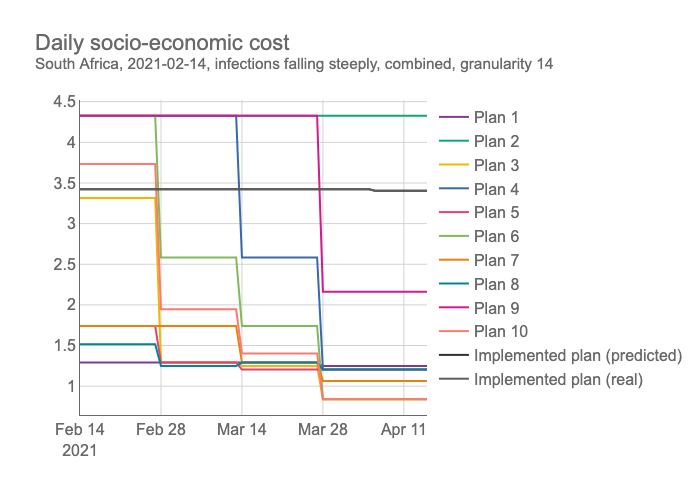 Daily socio-economic cost
South Africa, 2021-02-14, infections falling steeply, combined, granularity 14
4.5
4
3.5
3
2.5
2
1.5
1
Feb 14
2021
Feb 28
Mar 14
Mar 28
Apr 11
Plan 1
Plan 2
Plan 3
Plan 4
Plan 5
Plan 6
Plan 7
Plan 8
Plan 9
Plan 10
Implemented plan (predicted)
Implemented plan (real)